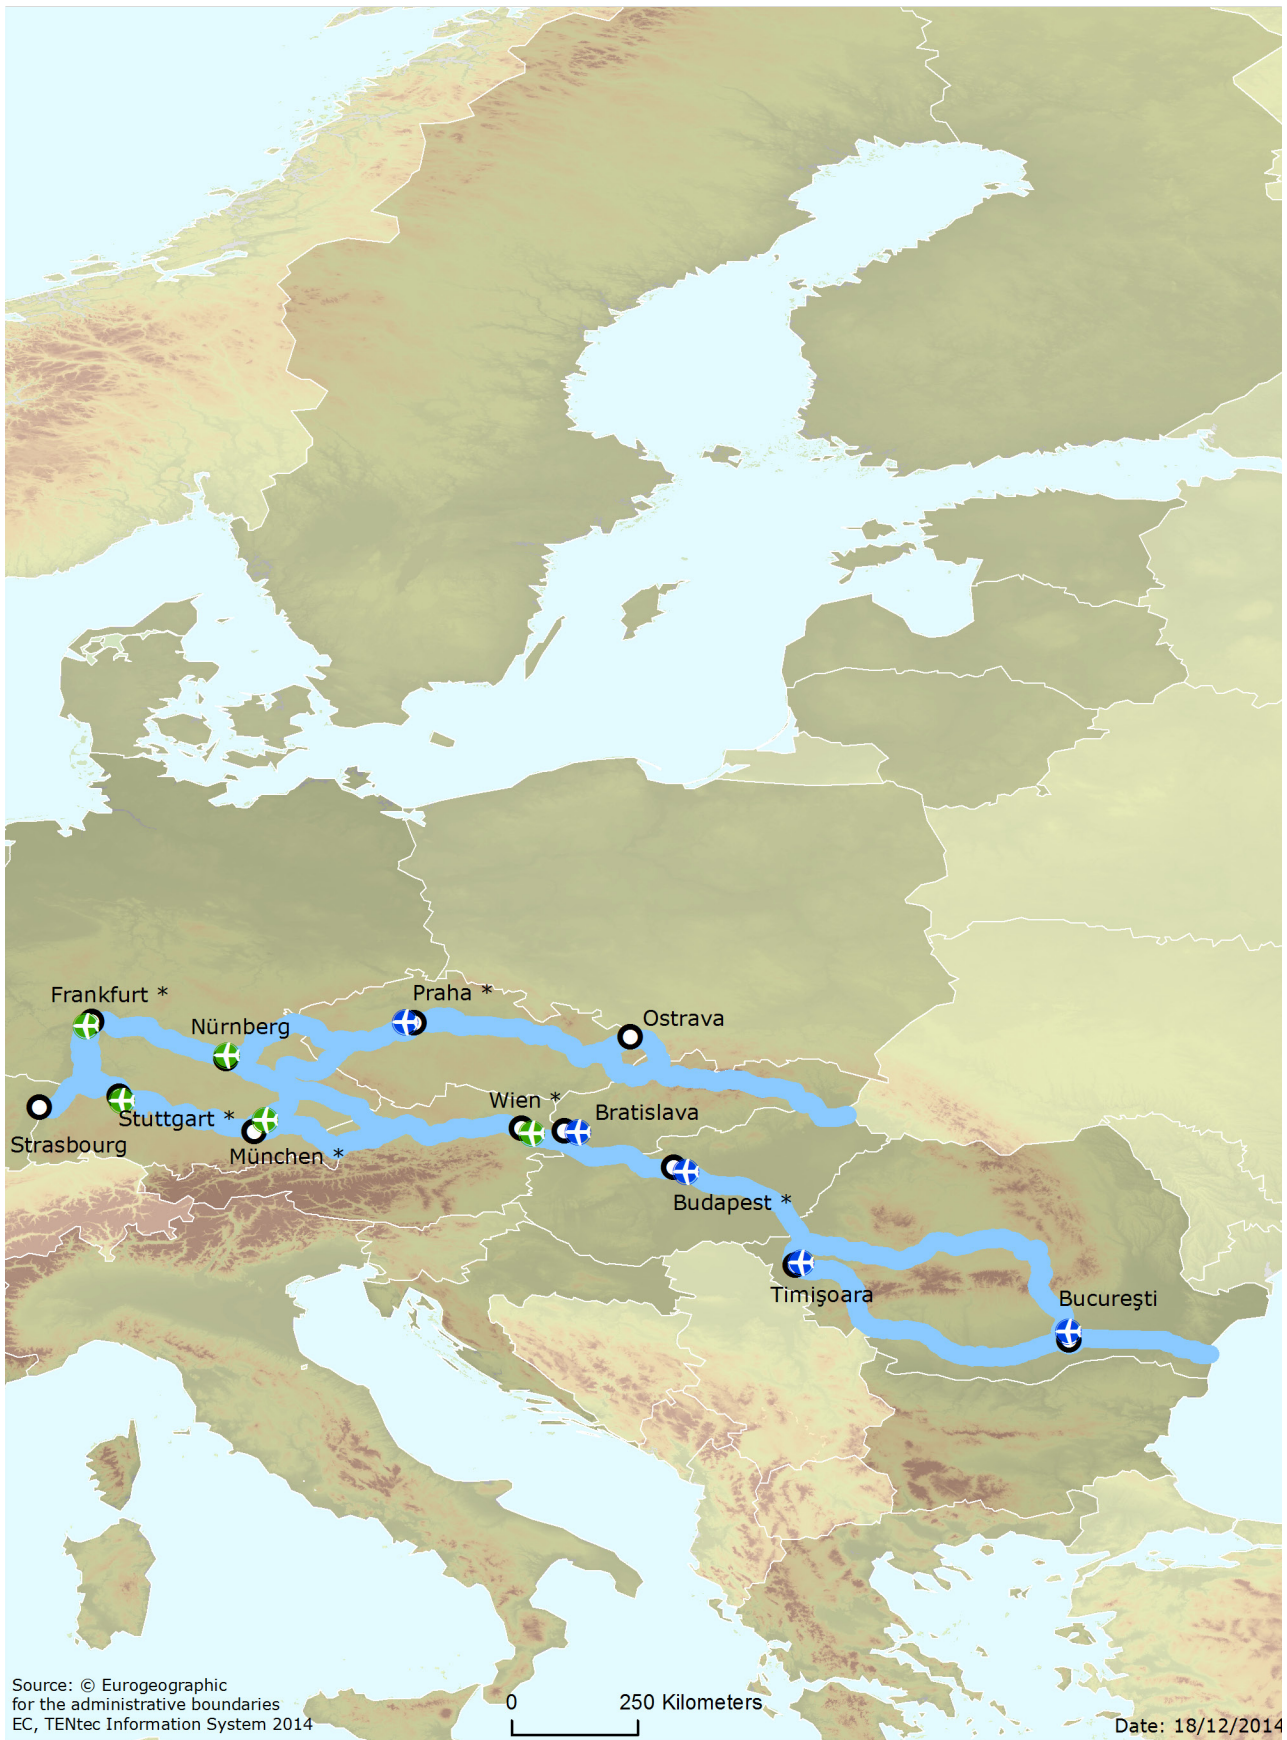 Frankfurt *
Praha *
Nürnberg
Ostrava
Wien *
Bratislava
Stuttgart *
Strasbourg
München *
Budapest *
Timişoara
Bucureşti
Source: © Eurogeographic
for the administrative boundaries
EC, TENtec Information System 2014
0 250 Kilometers
Date: 18/12/2014